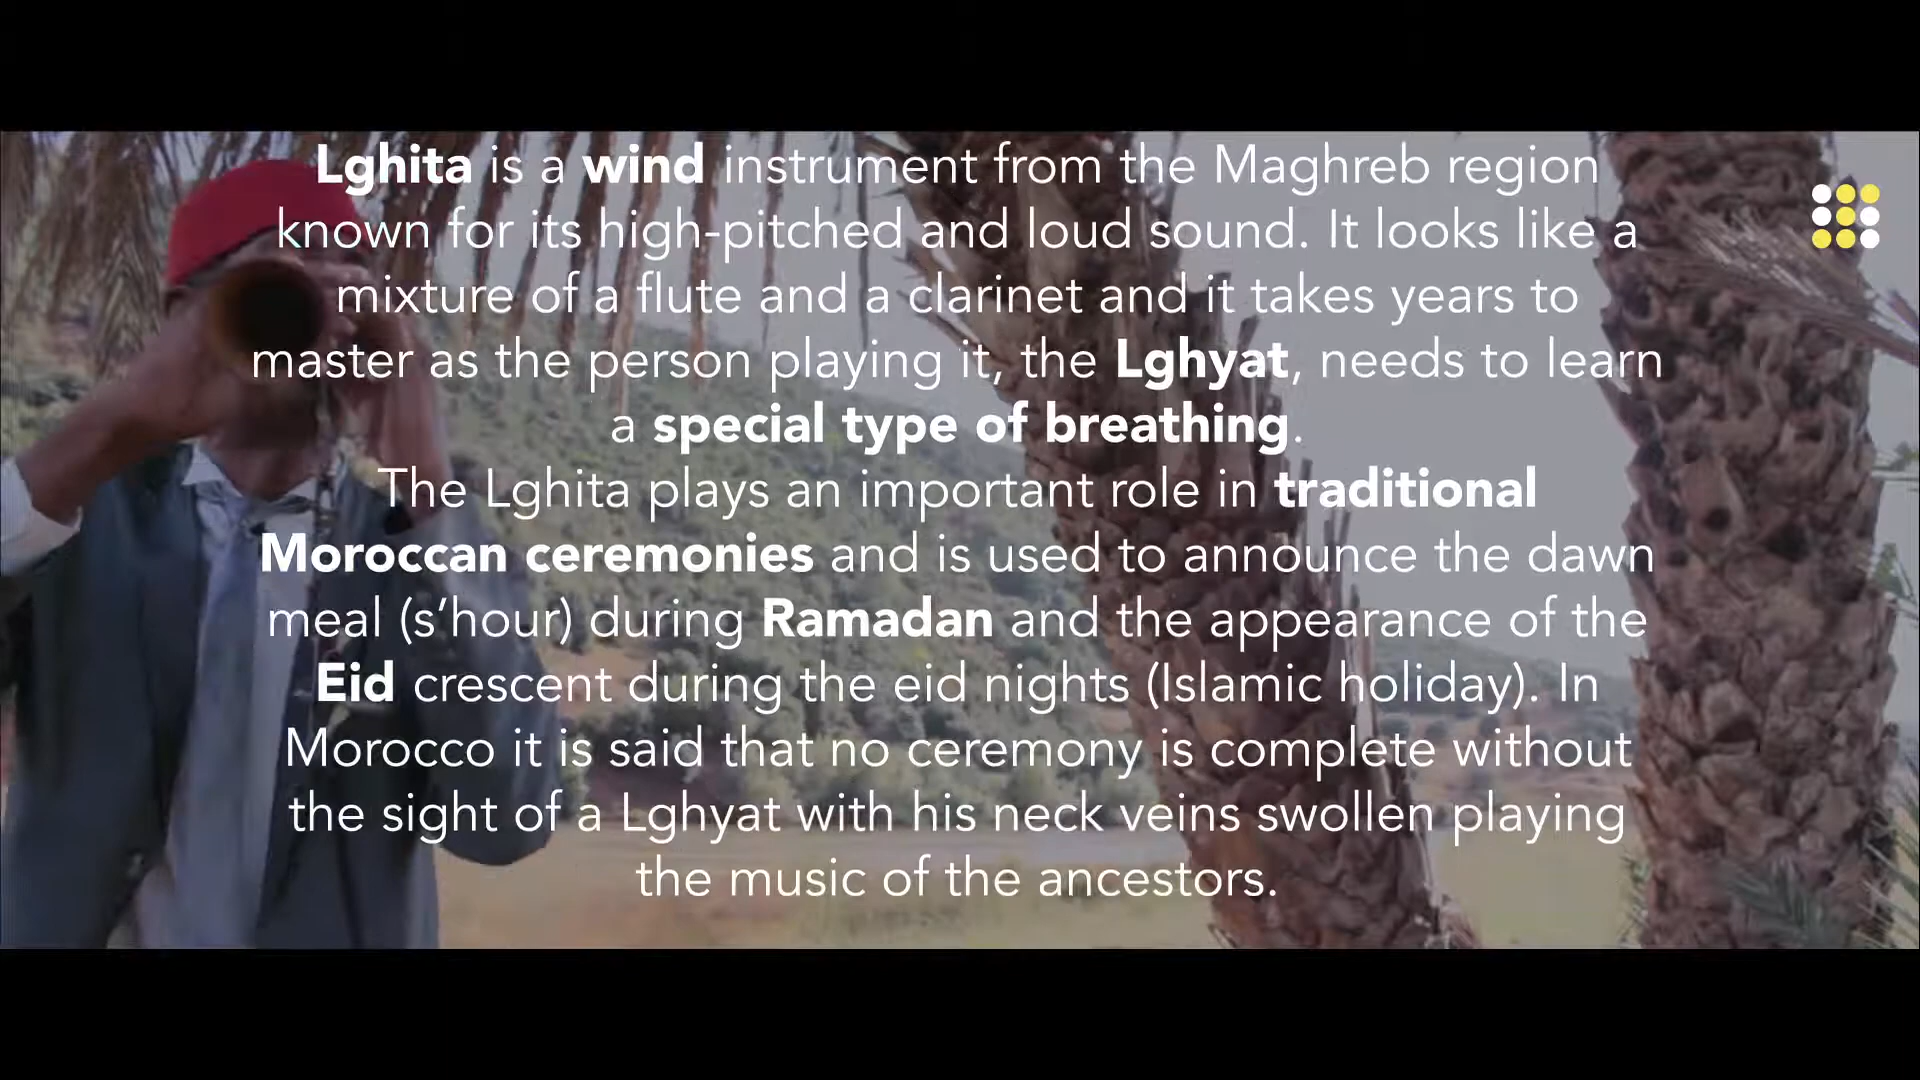 Lghita is a wind instrument from the Maghreb region
known for its high-pitched and loud sound. It looks like a
mixture of a flute and a clarinet and it takes years to
master as the person playing it, the Lghyat, needs to learn
a special type of breathing.
The Lghita plays an important role in traditional
Moroccan ceremonies and is used to announce the dawn
meal (s’hour) during Ramadan and the appearance of the
Eid crescent during the eid nights (Islamic holiday). In
Morocco it is said that no ceremony is complete without
the sight of a Lghyat with his neck veins swollen playing
the music of the ancestors.